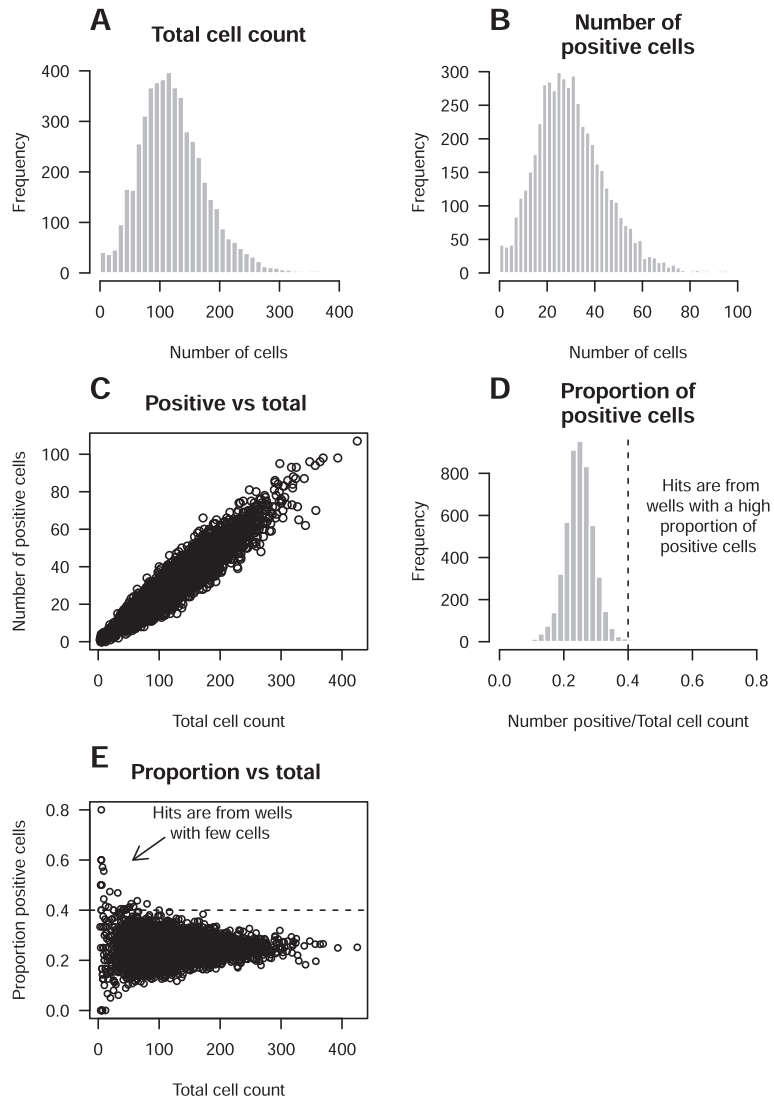 A
Total cell count
400
300
200
100
0
Frequency
0 100 200 300 400
Number of cells
B
Number of
positive cells
300
250
200
150
100
50
0
Frequency
0 20 40 60 80 100
Number of cells
C
Positive vs total
100
80
60
40
20
0
Number of positive cells
0 100 200 300 400
Total cell count
D
Proportion of
positive cells
800
600
400
200
0
Frequency
Hits are from
wells with a high
proportion of
positive cells
0.0 0.2 0.4 0.6 0.8
Number positive/Total cell count
E
Proportion vs total
0.8
0.6
0.4
0.2
0.0
Proportion positive cells
Hits are from wells
with few cells
0 100 200 300 400
Total cell count